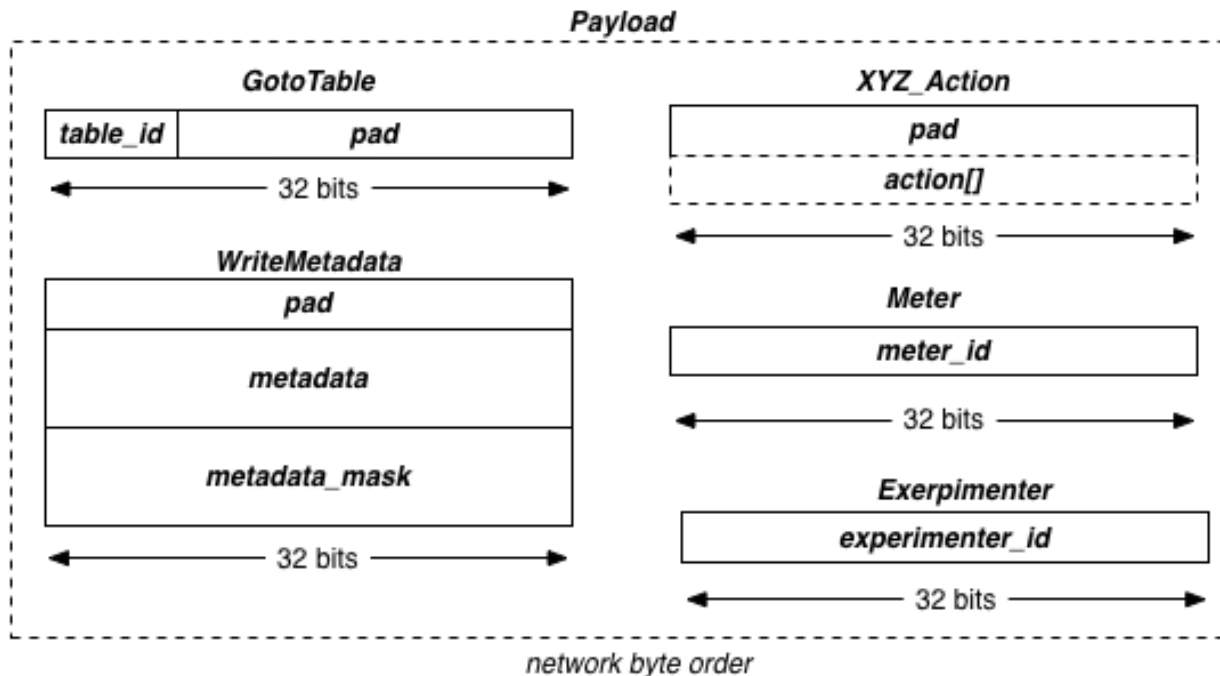 Payload
GotoTable
table_id pad
32 bits
WriteMetadata
pad
metadata
metadata_mask
32 bits
XYZ_Action
pad
action[]
32 bits
Meter
meter_id
32 bits
Exerpimenter
experimenter_id
32 bits
network byte order